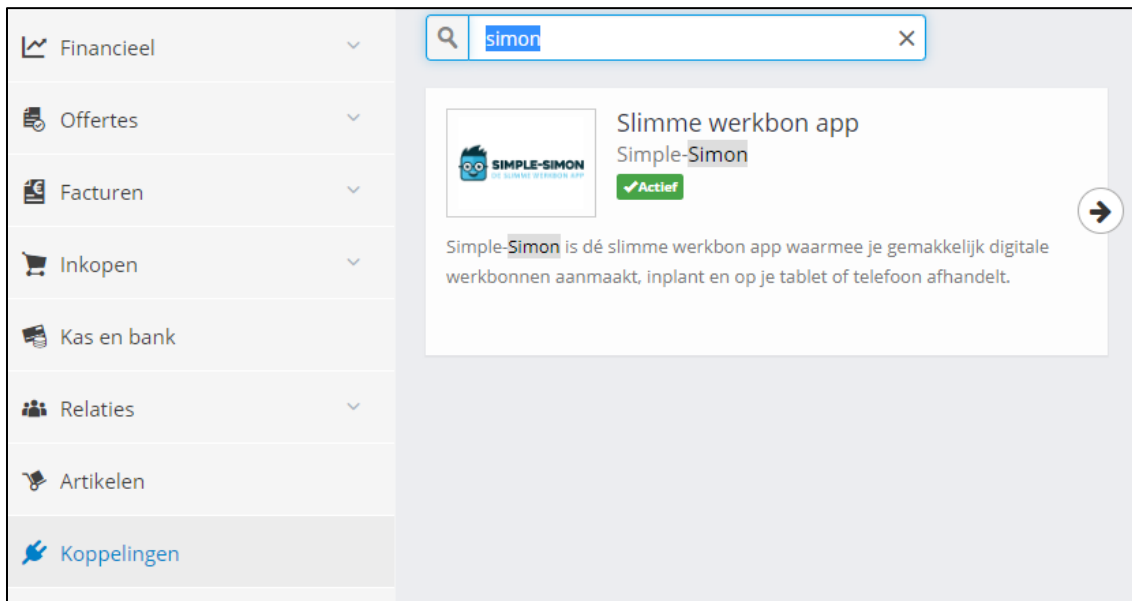 Financieel
Offertes
Facturen
Inkopen
Kas en bank
Relaties
Artikelen
Koppelingen
simon
SIMPLE-SIMON
DE SLIMME WERKBON APP
Slimme werkbon app
Simple-Simon
Actief
Simple-Simon is dé slimme werkbon app waarmee je gemakkelijk digitale
werkbonnen aanmaakt, inplant en op je tablet of telefoon afhandelt.